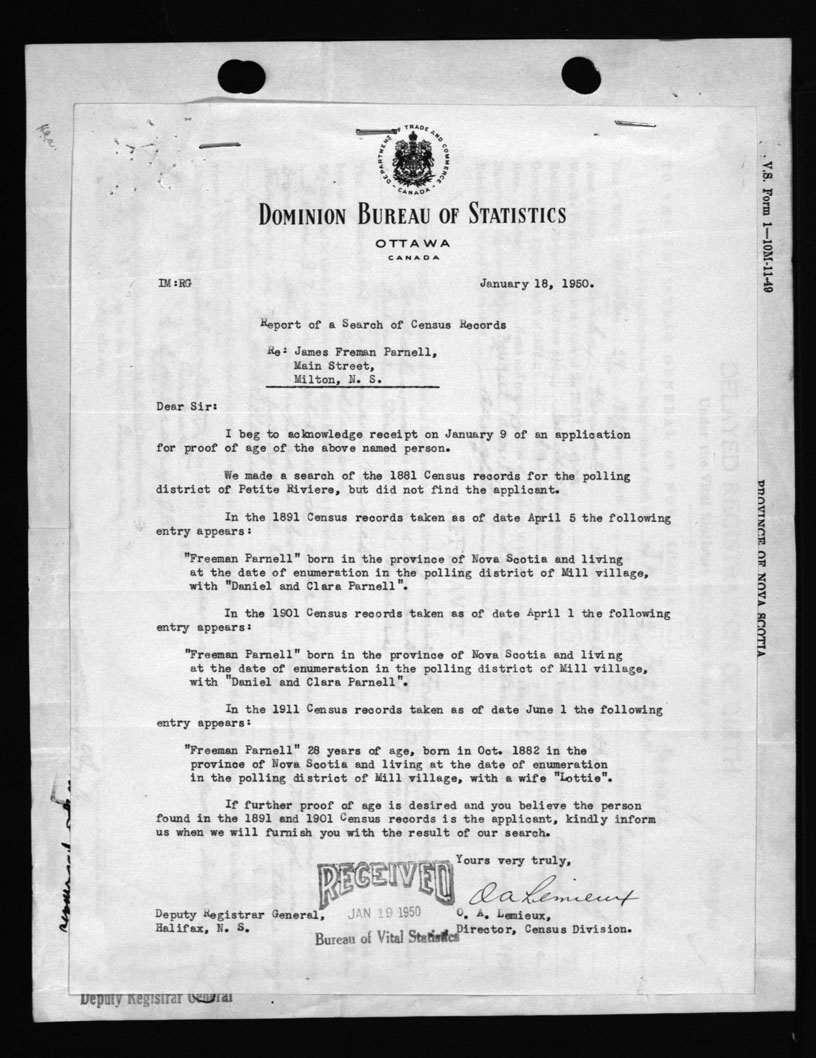 DEPARTMENT OF TRADE AND COMMERCE
- CANADA -
DOMINION BUREAU OF STATISTICS
OTTAWA
CANADA
IM:RG
January 18, 1950.
Report of a Search of Census Records
Re: James Freman Parnell,
Main Street,
Milton, N. S.
Dear Sir:
I beg to acknowledge receipt on January 9 of an application
for proof of age of the above named person.
We made a search of the 1881 Census records for the polling
district of Petite Riviere, but did not find the applicant.
In the 1891 Census records taken as of date April 5 the following
entry appears:
"Freeman Parnell" born in the province of Nova Scotia and living
at the date of enumeration in the polling district of Mill village,
with "Daniel and Clara Parnell".
In the 1901 Census records taken as of date April 1 the following
entry appears:
"Freeman Parnell" born in the province of Nova Scotia and living
at the date of enumeration in the polling district of Mill village,
with "Daniel and Clara Parnell".
In the 1911 Census records taken as of date June 1 the following
entry appears:
"Freeman Parnell" 28 years of age, born in Oct. 1882 in the
province of Nova Scotia and living at the date of enumeration
in the polling district of Mill village, with a wife "Lottie".
If further proof of age is desired and you believe the person
found in the 1891 and 1901 Census records is the applicant, kindly inform
us when we will furnish you with the result of our search.
Yours very truly,
RECEIVED
JAN 19 1950
Bureau of Vital Statistics
O A Lemieux
O. A. Lemieux,
Director, Census Division.
Deputy Registrar General,
Halifax, N. S.
Deputy Registrar General
V.S. Form 1—10M-11-49
PROVINCE OF NOVA SCOTIA